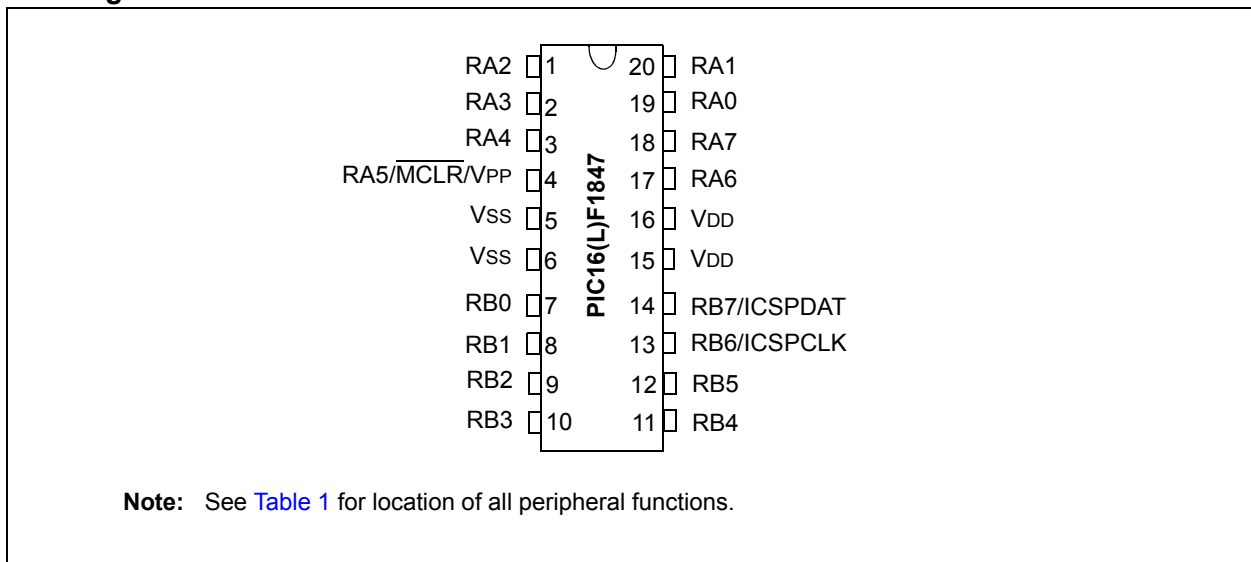 RA2 1 20 RA1
RA3 2 19 RA0
RA4 3 18 RA7
RA5/MCLR/VPP 4 17 RA6
VSS 5 16 VDD
VSS 6 15 VDD
RB0 7 14 RB7/ICSPDAT
RB1 8 13 RB6/ICSPCLK
RB2 9 12 RB5
RB3 10 11 RB4
PIC16(L)F1847
Note: See Table 1 for location of all peripheral functions.